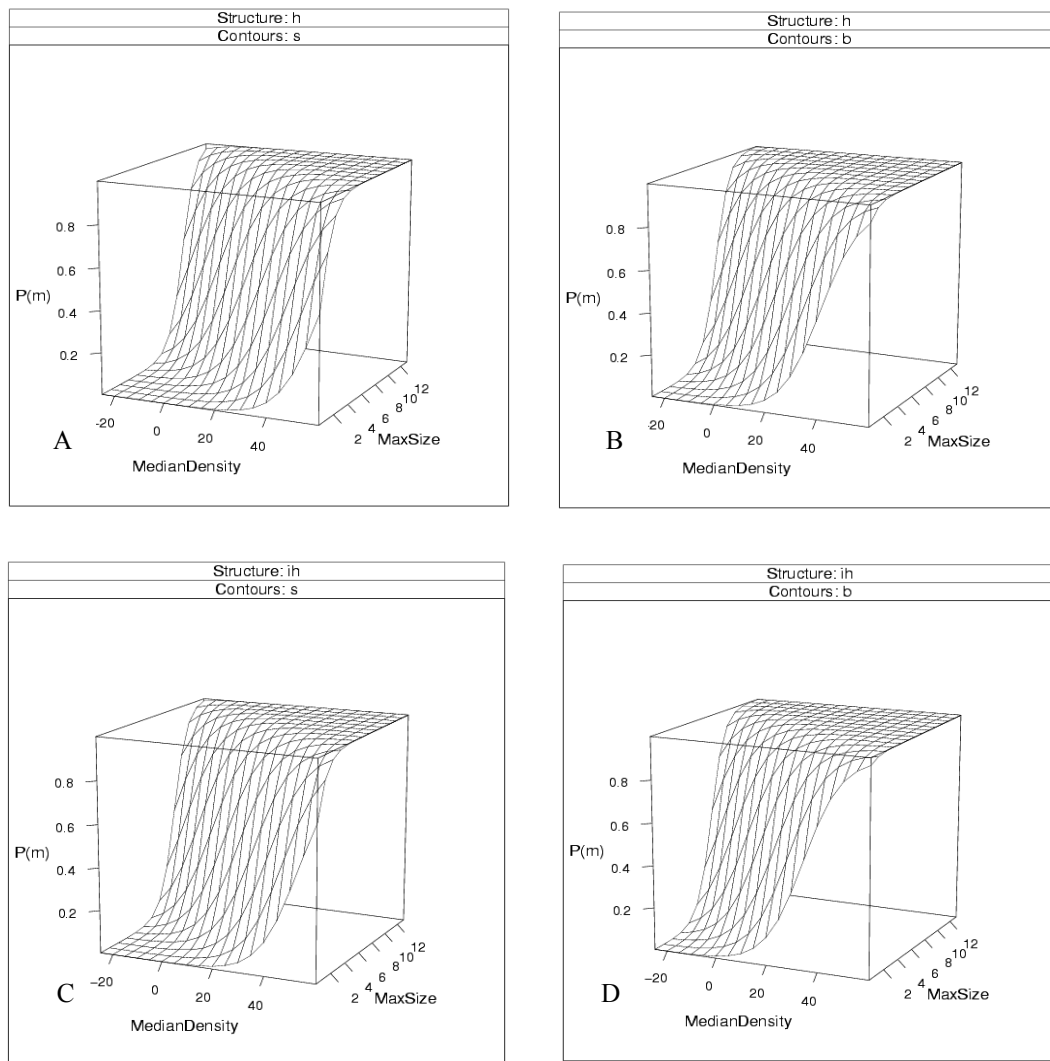 Structure: h
Contours: s
0.8
0.6
P(m)
0.4
0.2
-20
0
20
40
2 4 6 8 10 12
MaxSize
MedianDensity
A
Structure: h
Contours: b
0.8
0.6
P(m)
0.4
0.2
-20
0
20
40
2 4 6 8 10 12
MaxSize
MedianDensity
B
Structure: ih
Contours: s
0.8
0.6
P(m)
0.4
0.2
-20
0
20
40
2 4 6 8 10 12
MaxSize
MedianDensity
C
Structure: ih
Contours: b
0.8
0.6
P(m)
0.4
0.2
-20
0
20
40
2 4 6 8 10 12
MaxSize
MedianDensity
D